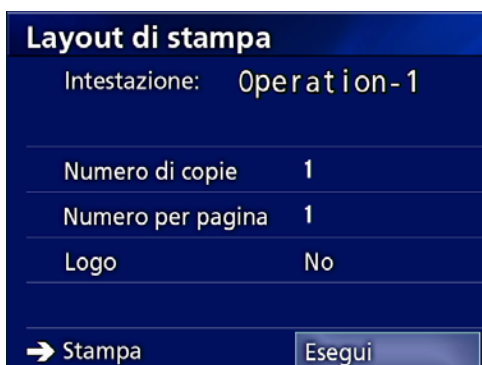 Layout di stampa
Intestazione: Operation-1
Numero di copie 1
Numero per pagina 1
Logo No
Stampa Esegui